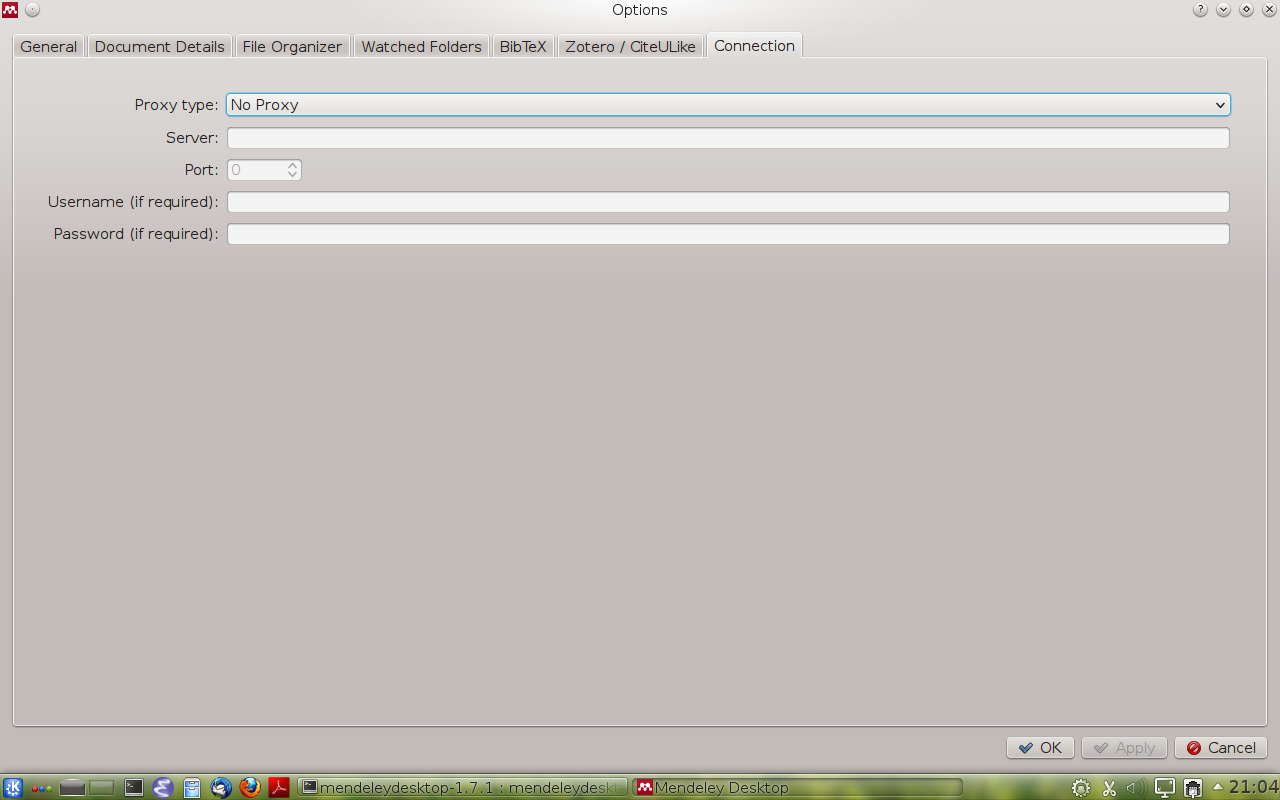 Options
General Document Details File Organizer Watched Folders BibTeX Zotero / CiteULike Connection
Proxy type: No Proxy
Server:
Port: 0
Username (if required):
Password (if required):
OK Apply Cancel
mendeleydesktop-1.7.1 : mendeleydeskt Mendeley Desktop 21:04